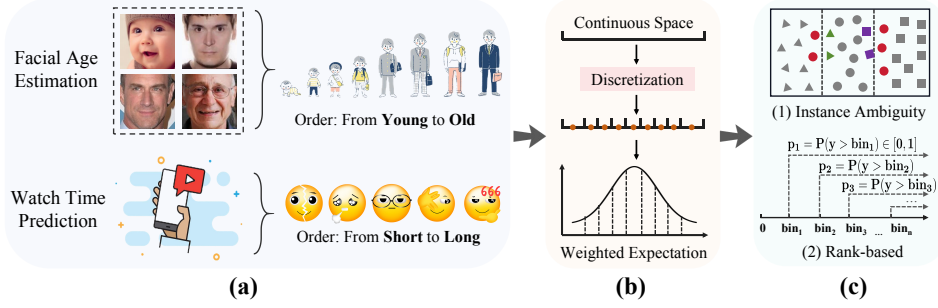 Facial Age
Estimation
Order: From Young to Old
Watch Time
Prediction
666
Order: From Short to Long
(a)
Continuous Space
Discretization
Weighted Expectation
(b)
(1) Instance Ambiguity
p₁ = P(y > bin₁) ∈ [0, 1]
p₂ = P(y > bin₂)
p₃ = P(y > bin₃)
...
0 bin₁ bin₂ bin₃ ... binₙ
(2) Rank-based
(c)